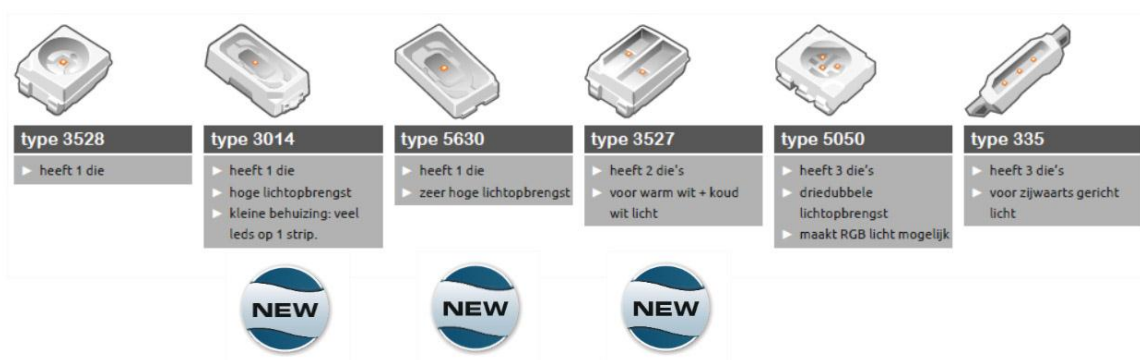 type 3528
heeft 1 die
type 3014
heeft 1 die
hoge lichtopbrengst
kleine behuizing: veel
leds op 1 strip.
type 5630
heeft 1 die
zeer hoge lichtopbrengst
type 3527
heeft 2 die's
voor warm wit + koud
wit licht
type 5050
heeft 3 die's
driedubbele
lichtopbrengst
maakt RGB licht mogelijk
type 335
heeft 3 die's
voor zijwaarts gericht
licht
NEW
NEW
NEW